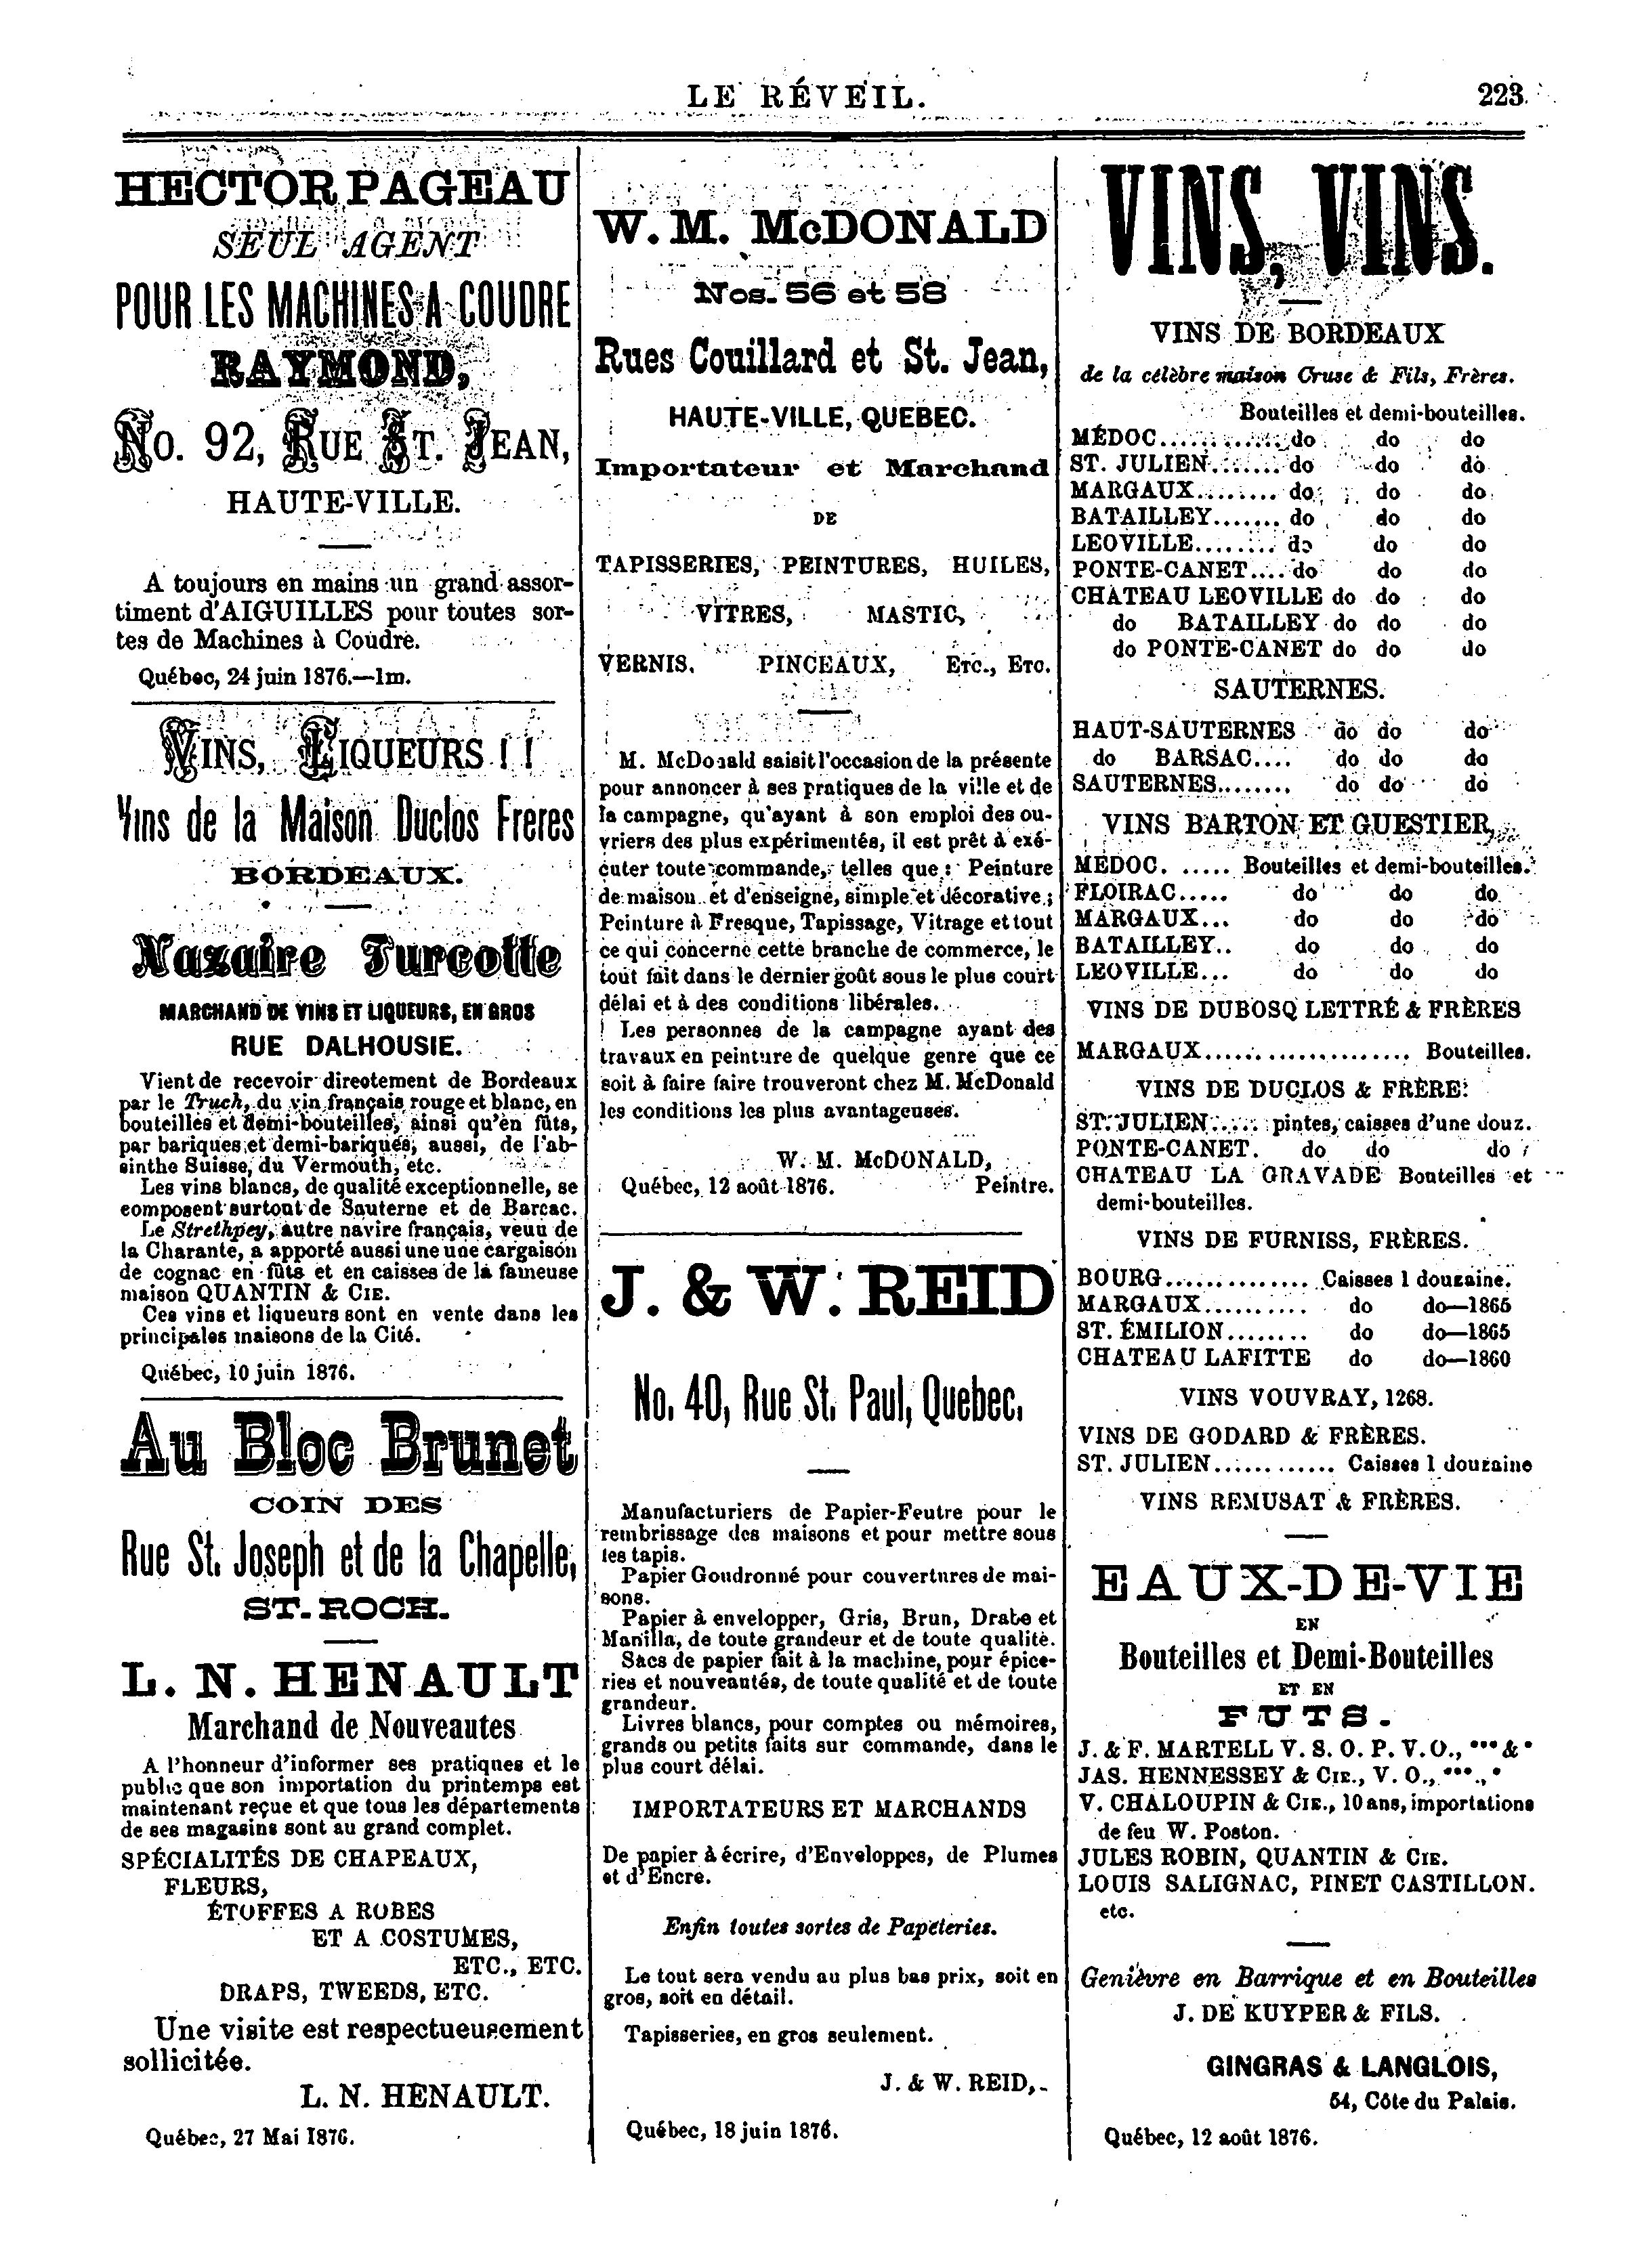 LE RÉVEIL.
223
HECTOR PAGEAU
SEUL AGENT
POUR LES MACHINES A COUDRE
RAYMOND,
No. 92, RUE ST. JEAN,
HAUTE-VILLE.
A toujours en mains un grand assor-
timent d'AIGUILLES pour toutes sor-
tes de Machines à Coudre.
Québec, 24 juin 1876.—1m.
VINS, LIQUEURS ! !
Vins de la Maison Duclos Freres
BORDEAUX.
Nazaire Turcotte
MARCHAND DE VINS ET LIQUEURS, EN GROS
RUE DALHOUSIE.
Vient de recevoir directement de Bordeaux
par le Truch, du vin français rouge et blanc, en
bouteilles et demi-bouteilles, ainsi qu'en fûts,
par bariques et demi-bariques, aussi, de l'ab-
sinthe Suisse, du Vermouth, etc.
Les vins blancs, de qualité exceptionnelle, se
composent surtout de Sauterne et de Barcac.
Le Strethpey, autre navire français, venu de
la Charante, a apporté aussi une une cargaison
de cognac en fûts et en caisses de la fameuse
maison QUANTIN & CIE.
Ces vins et liqueurs sont en vente dans les
principales maisons de la Cité.
Québec, 10 juin 1876.
Au Bloc Brunet
COIN DES
Rue St. Joseph et de la Chapelle,
ST. ROCH.
L. N. HENAULT
Marchand de Nouveautes
A l'honneur d'informer ses pratiques et le
public que son importation du printemps est
maintenant reçue et que tous les départements
de ses magasins sont au grand complet.
SPÉCIALITÉS DE CHAPEAUX,
FLEURS,
ÉTOFFES A ROBES
ET A COSTUMES,
ETC., ETC.
DRAPS, TWEEDS, ETC.
Une visite est respectueusement
sollicitée.
L. N. HENAULT.
Québec, 27 Mai 1876.
W. M. McDONALD
Nos. 56 et 58
Rues Couillard et St. Jean,
HAUTE-VILLE, QUEBEC.
Importateur et Marchand
DE
TAPISSERIES, PEINTURES, HUILES,
VITRES, MASTIC,
VERNIS, PINCEAUX, ETC., ETC.
M. McDonald saisit l'occasion de la présente
pour annoncer à ses pratiques de la ville et de
la campagne, qu'ayant à son emploi des ou-
vriers des plus expérimentés, il est prêt à exé-
cuter toute commande, telles que : Peinture
de maison et d'enseigne, simple et décorative ;
Peinture à Fresque, Tapissage, Vitrage et tout
ce qui concerne cette branche de commerce, le
tout fait dans le dernier goût sous le plus court
délai et à des conditions libérales.
Les personnes de la campagne ayant des
travaux en peinture de quelque genre que ce
soit à faire faire trouveront chez M. McDonald
les conditions les plus avantageuses.
W. M. McDONALD,
Québec, 12 août 1876. Peintre.
J. & W. REID
No. 40, Rue St. Paul, Quebec.
Manufacturiers de Papier-Feutre pour le
rembrissage des maisons et pour mettre sous
les tapis.
Papier Goudronné pour couvertures de mai-
sons.
Papier à envelopper, Gris, Brun, Drabe et
Manilla, de toute grandeur et de toute qualité.
Sacs de papier fait à la machine, pour épice-
ries et nouveautés, de toute qualité et de toute
grandeur.
Livres blancs, pour comptes ou mémoires,
grands ou petits faits sur commande, dans le
plus court délai.
IMPORTATEURS ET MARCHANDS
De papier à écrire, d'Enveloppes, de Plumes
et d'Encre.
Enfin toutes sortes de Papeteries.
Le tout sera vendu au plus bas prix, soit en
gros, soit en détail.
Tapisseries, en gros seulement.
J. & W. REID,
Québec, 18 juin 1876.
VINS, VINS.
VINS DE BORDEAUX
de la célèbre maison Cruse & Fils, Frères.
Bouteilles et demi-bouteilles.
MÉDOC............ do do do
ST. JULIEN....... do do do
MARGAUX........ do do do
BATAILLEY....... do do do
LEOVILLE........ do do do
PONTE-CANET.... do do do
CHATEAU LEOVILLE do do do
do BATAILLEY do do do
do PONTE-CANET do do do
SAUTERNES.
HAUT-SAUTERNES do do do
do BARSAC.... do do do
SAUTERNES........ do do do
VINS BARTON ET GUESTIER,
MEDOC. ..... Bouteilles et demi-bouteilles.
FLOIRAC..... do do do
MARGAUX... do do do
BATAILLEY.. do do do
LEOVILLE... do do do
VINS DE DUBOSQ LETTRÉ & FRÈRES
MARGAUX..................... Bouteilles.
VINS DE DUCLOS & FRÈRE.
ST. JULIEN...... pintes, caisses d'une douz.
PONTE-CANET. do do do
CHATEAU LA GRAVADE Bouteilles et
demi-bouteilles.
VINS DE FURNISS, FRÈRES.
BOURG.............. Caisses 1 douzaine.
MARGAUX.......... do do—1865
ST. ÉMILION........ do do—1865
CHATEAU LAFITTE do do—1860
VINS VOUVRAY, 1268.
VINS DE GODARD & FRÈRES.
ST. JULIEN............ Caisses 1 douzaine
VINS REMUSAT & FRÈRES.
EAUX-DE-VIE
EN
Bouteilles et Demi-Bouteilles
ET EN
FUTS.
J. & F. MARTELL V. S. O. P. V. O., *** & *
JAS. HENNESSEY & CIE., V. O., ***., *
V. CHALOUPIN & CIE., 10 ans, importations
de feu W. Poston.
JULES ROBIN, QUANTIN & CIE.
LOUIS SALIGNAC, PINET CASTILLON.
etc.
Genièvre en Barrique et en Bouteilles
J. DE KUYPER & FILS.
GINGRAS & LANGLOIS,
54, Côte du Palais.
Québec, 12 août 1876.